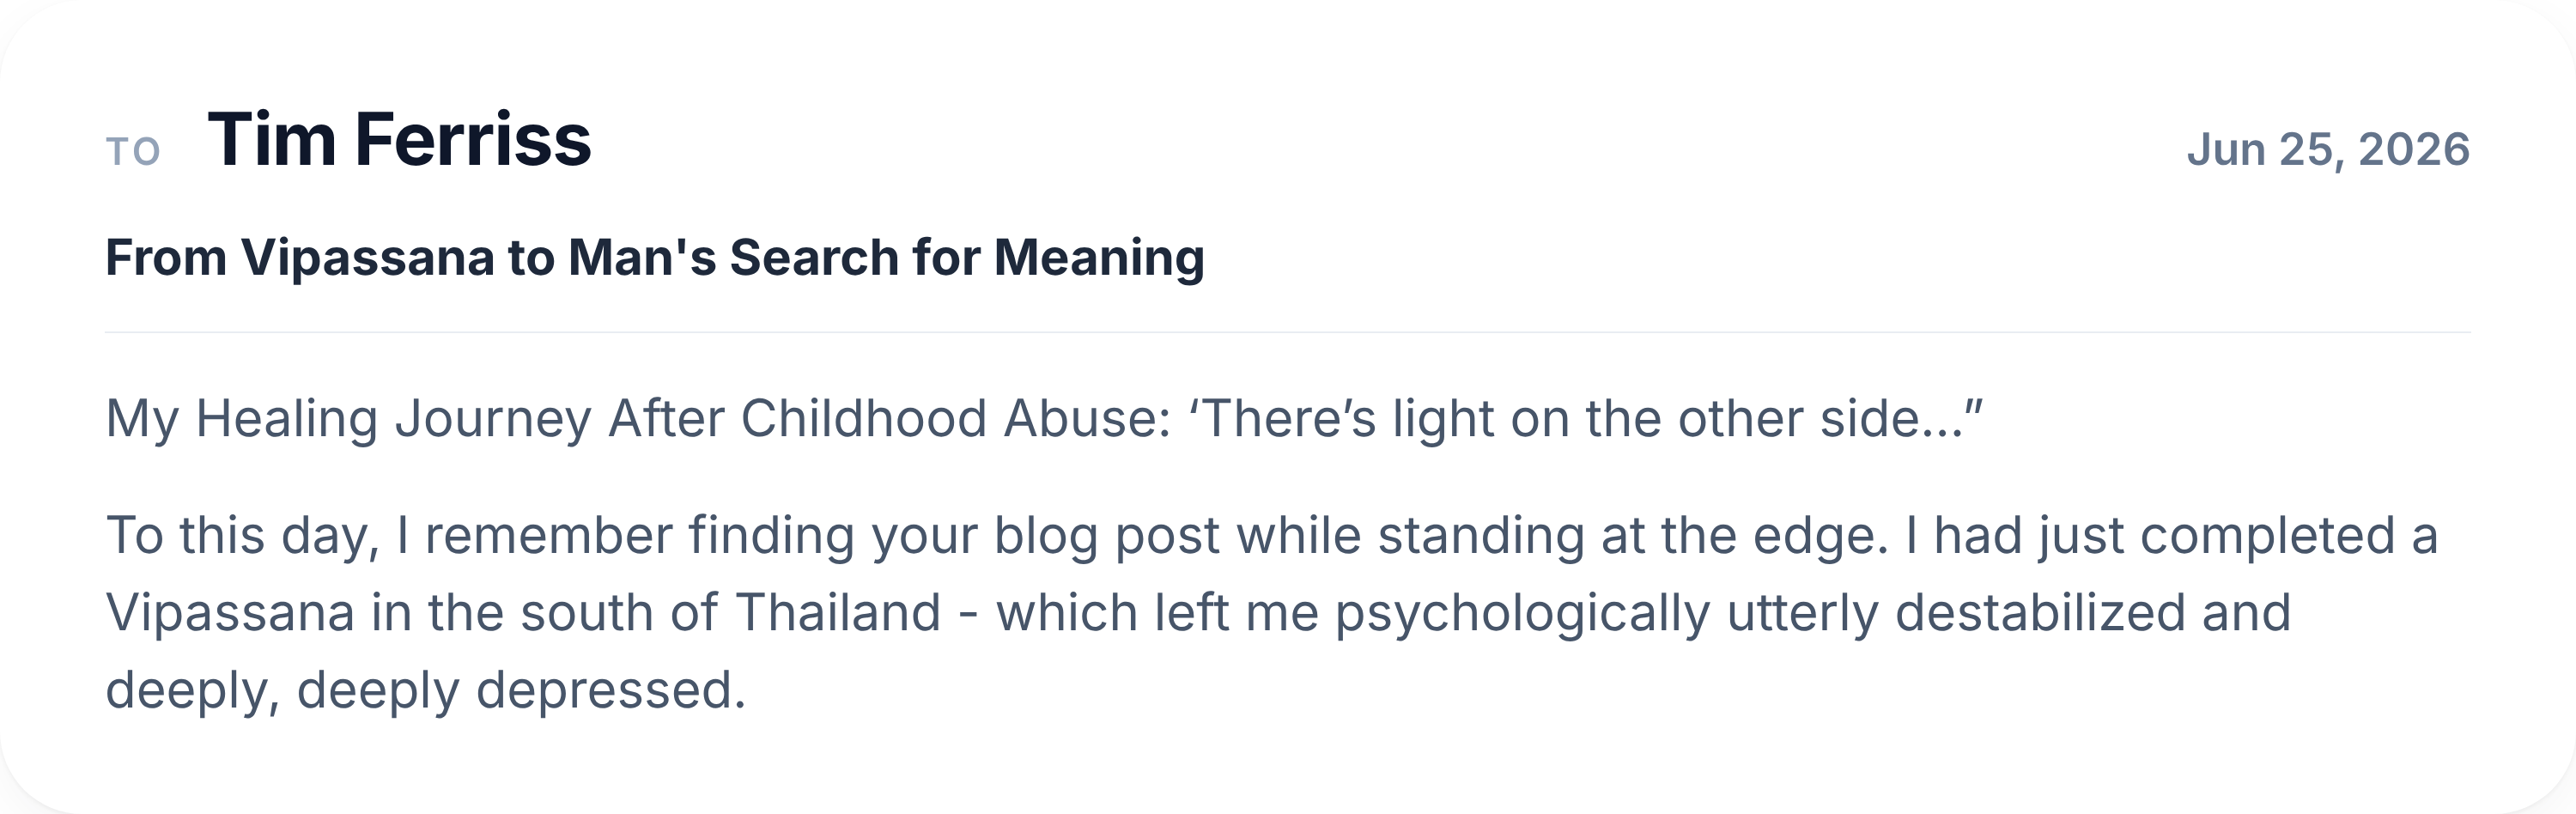 TO Tim Ferriss Jun 25, 2026
From Vipassana to Man's Search for Meaning
My Healing Journey After Childhood Abuse: ‘There’s light on the other side...”
To this day, I remember finding your blog post while standing at the edge. I had just completed a
Vipassana in the south of Thailand - which left me psychologically utterly destabilized and
deeply, deeply depressed.